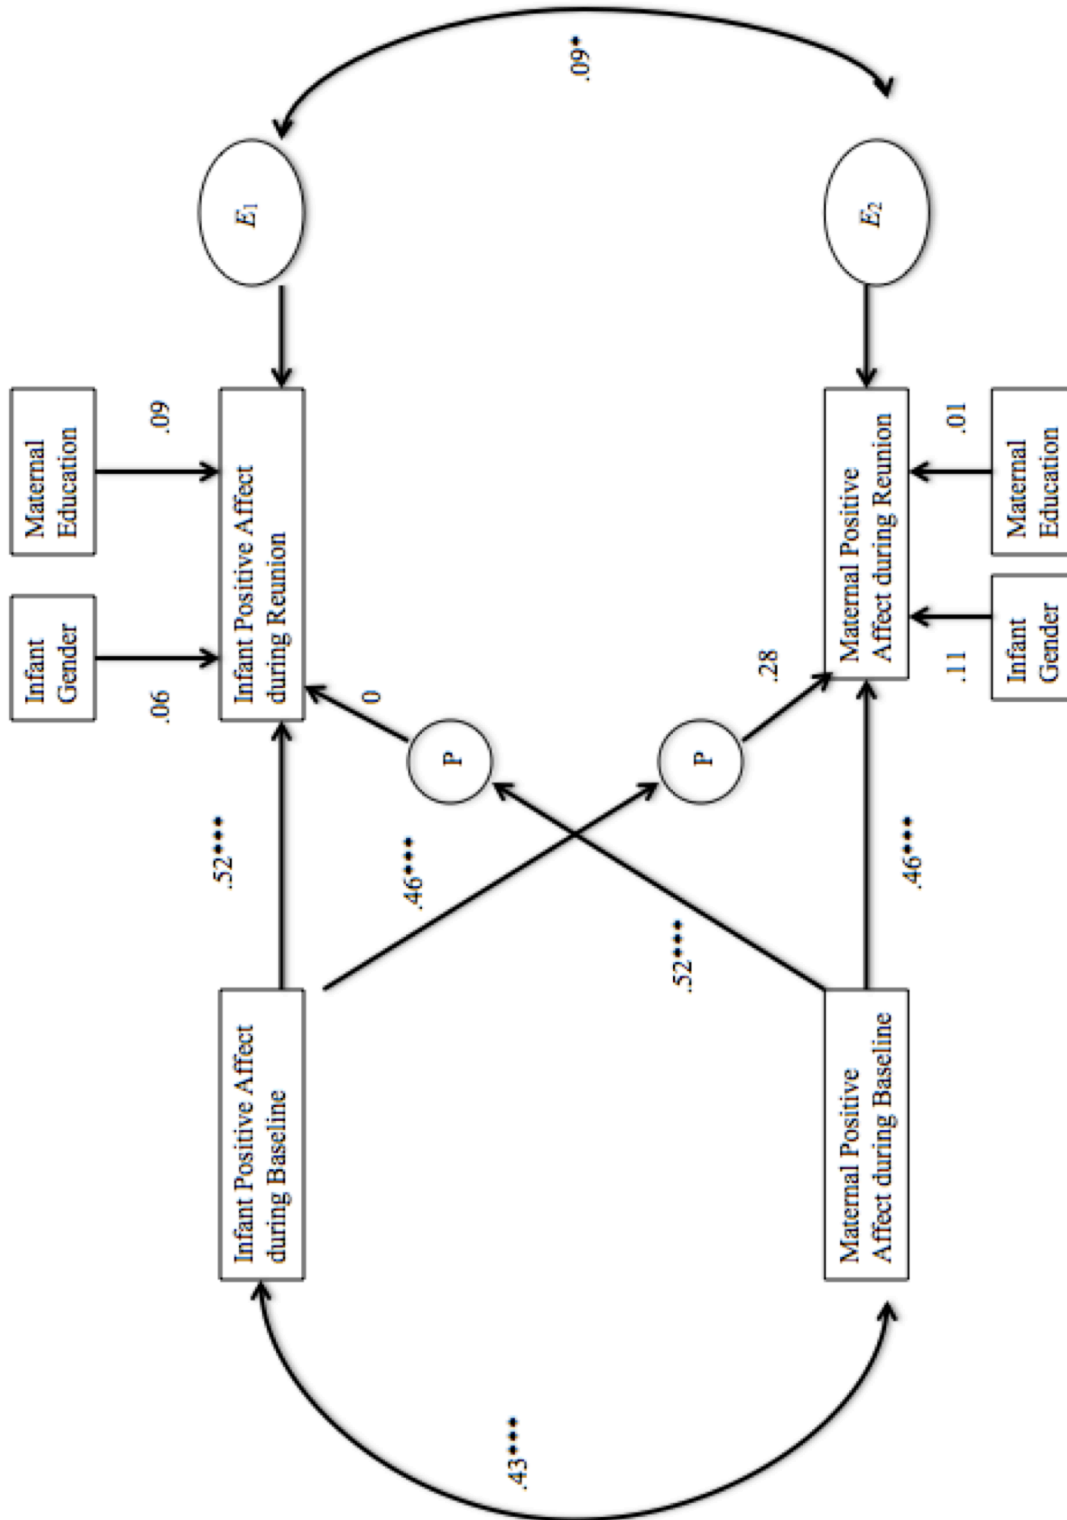 Infant
Gender
Maternal
Education
.06
.09
.52***
Infant Positive Affect
during Baseline
Infant Positive Affect
during Reunion
E1
0
.46***
P
.43***
.09*
.52***
P
.28
Maternal Positive
Affect during Baseline
Maternal Positive
Affect during Reunion
E2
.46***
.11
.01
Infant
Gender
Maternal
Education